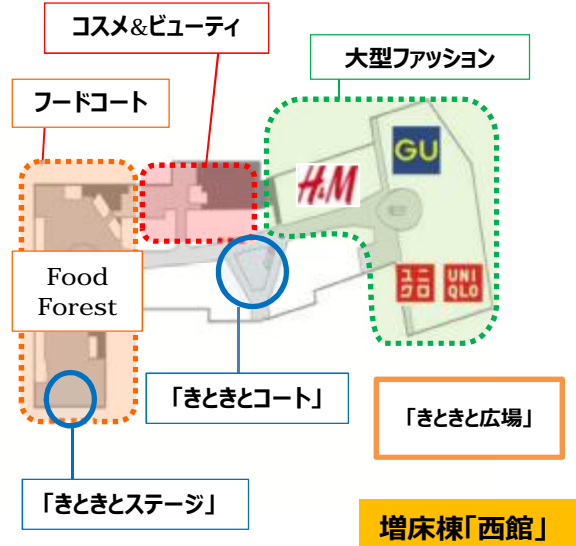 コスメ&ビューティ
大型ファッション
フードコート
GU
H&M
Food
Forest
ユニ
クロ
UNI
QLO
「きときとコート」
「きときと広場」
「きときとステージ」
増床棟「西館」